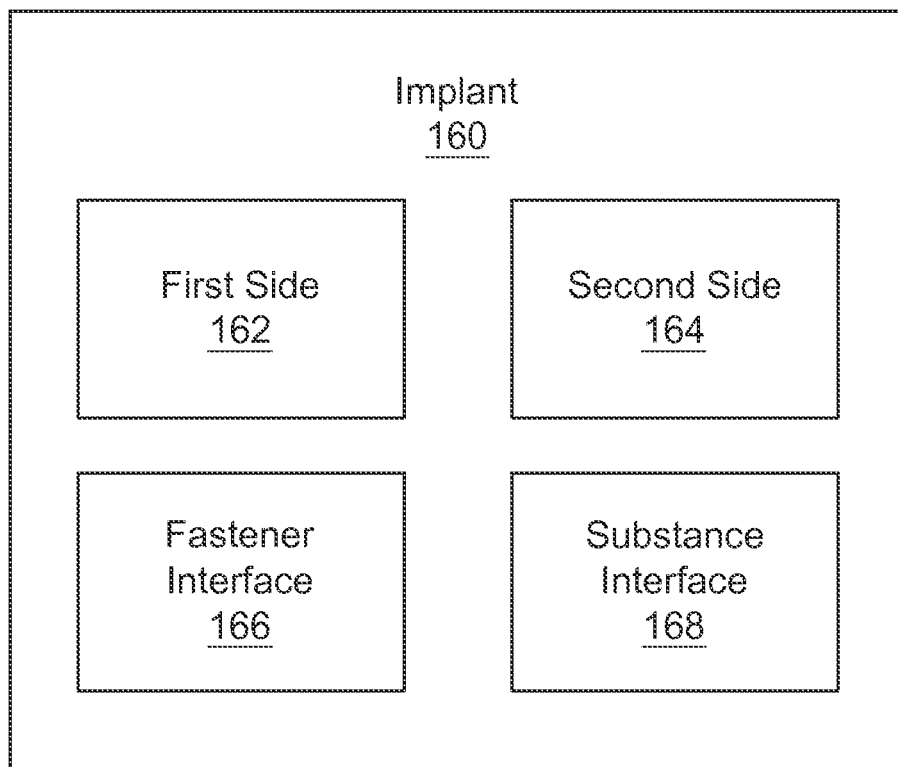 Implant
160
First Side
162
Second Side
164
Fastener
Interface
166
Substance
Interface
168